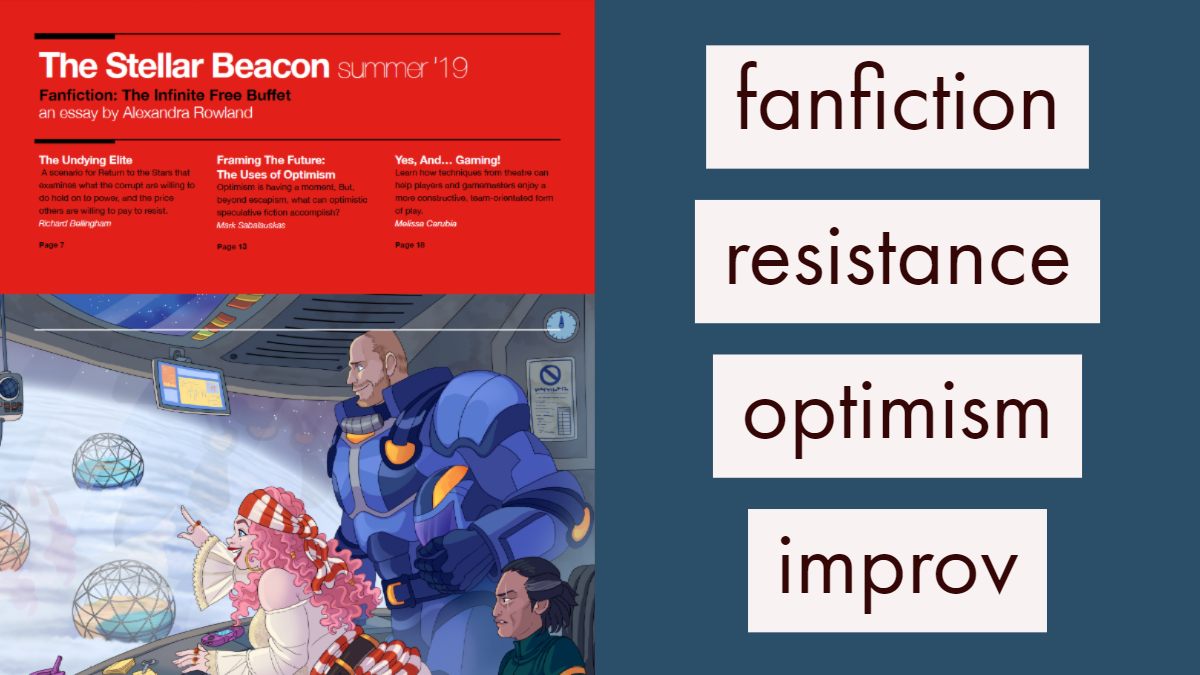 The Stellar Beacon summer '19
Fanfiction: The Infinite Free Buffet
an essay by Alexandra Rowland
The Undying Elite
A scenario for Return to the Stars that
examines what the corrupt are willing to
do hold on to power, and the price
others are willing to pay to resist.
Richard Bellingham
Page 7
Framing The Future:
The Uses of Optimism
Optimism is having a moment. But,
beyond escapism, what can optimistic
speculative fiction accomplish?
Mark Sabalauskas
Page 13
Yes, And... Gaming!
Learn how techniques from theatre can
help players and gamemasters enjoy a
more constructive, team-orientated form
of play.
Melissa Carubia
Page 18
fanfiction
resistance
optimism
improv